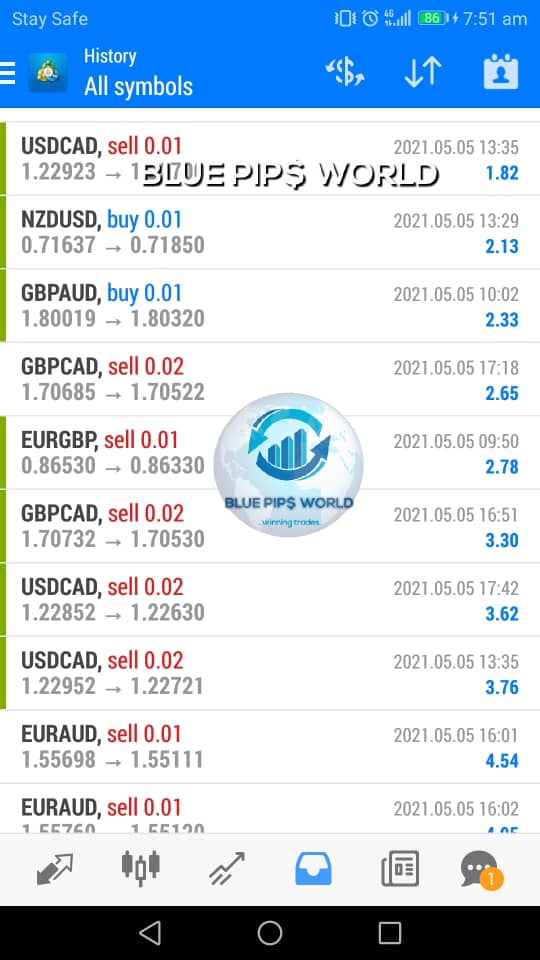 Stay Safe
4G
86
7:51 am
History
All symbols
USDCAD, sell 0.01
2021.05.05 13:35
1.22923 →
1.82
BLUE PIP$ WORLD
NZDUSD, buy 0.01
2021.05.05 13:29
0.71637 → 0.71850
2.13
GBPAUD, buy 0.01
2021.05.05 10:02
1.80019 → 1.80320
2.33
GBPCAD, sell 0.02
2021.05.05 17:18
1.70685 → 1.70522
2.65
EURGBP, sell 0.01
2021.05.05 09:50
0.86530 → 0.86330
2.78
BLUE PIP$ WORLD
..winning trades.
GBPCAD, sell 0.02
2021.05.05 16:51
1.70732 → 1.70530
3.30
USDCAD, sell 0.02
2021.05.05 17:42
1.22852 → 1.22630
3.62
USDCAD, sell 0.02
2021.05.05 13:35
1.22952 → 1.22721
3.76
EURAUD, sell 0.01
2021.05.05 16:01
1.55698 → 1.55111
4.54
EURAUD, sell 0.01
2021.05.05 16:02
1